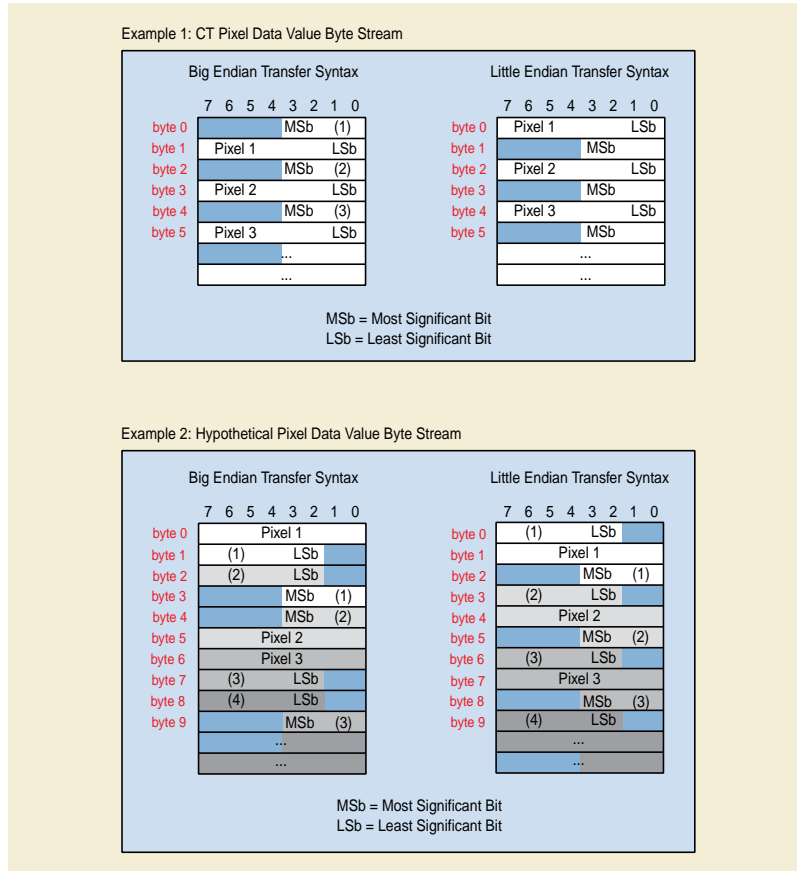 Example 1: CT Pixel Data Value Byte Stream
Big Endian Transfer Syntax
7 6 5 4 3 2 1 0
byte 0 MSb (1)
byte 1 Pixel 1 LSb
byte 2 MSb (2)
byte 3 Pixel 2 LSb
byte 4 MSb (3)
byte 5 Pixel 3 LSb
...
...
Little Endian Transfer Syntax
7 6 5 4 3 2 1 0
byte 0 Pixel 1 LSb
byte 1 MSb
byte 2 Pixel 2 LSb
byte 3 MSb
byte 4 Pixel 3 LSb
byte 5 MSb
...
...
MSb = Most Significant Bit
LSb = Least Significant Bit
Example 2: Hypothetical Pixel Data Value Byte Stream
Big Endian Transfer Syntax
7 6 5 4 3 2 1 0
byte 0 Pixel 1
byte 1 (1) LSb
byte 2 (2) LSb
byte 3 MSb (1)
byte 4 MSb (2)
byte 5 Pixel 2
byte 6 Pixel 3
byte 7 (3) LSb
byte 8 (4) LSb
byte 9 MSb (3)
...
...
Little Endian Transfer Syntax
7 6 5 4 3 2 1 0
byte 0 (1) LSb
byte 1 Pixel 1
byte 2 MSb (1)
byte 3 (2) LSb
byte 4 Pixel 2
byte 5 MSb (2)
byte 6 (3) LSb
byte 7 Pixel 3
byte 8 MSb (3)
byte 9 (4) LSb
...
...
MSb = Most Significant Bit
LSb = Least Significant Bit